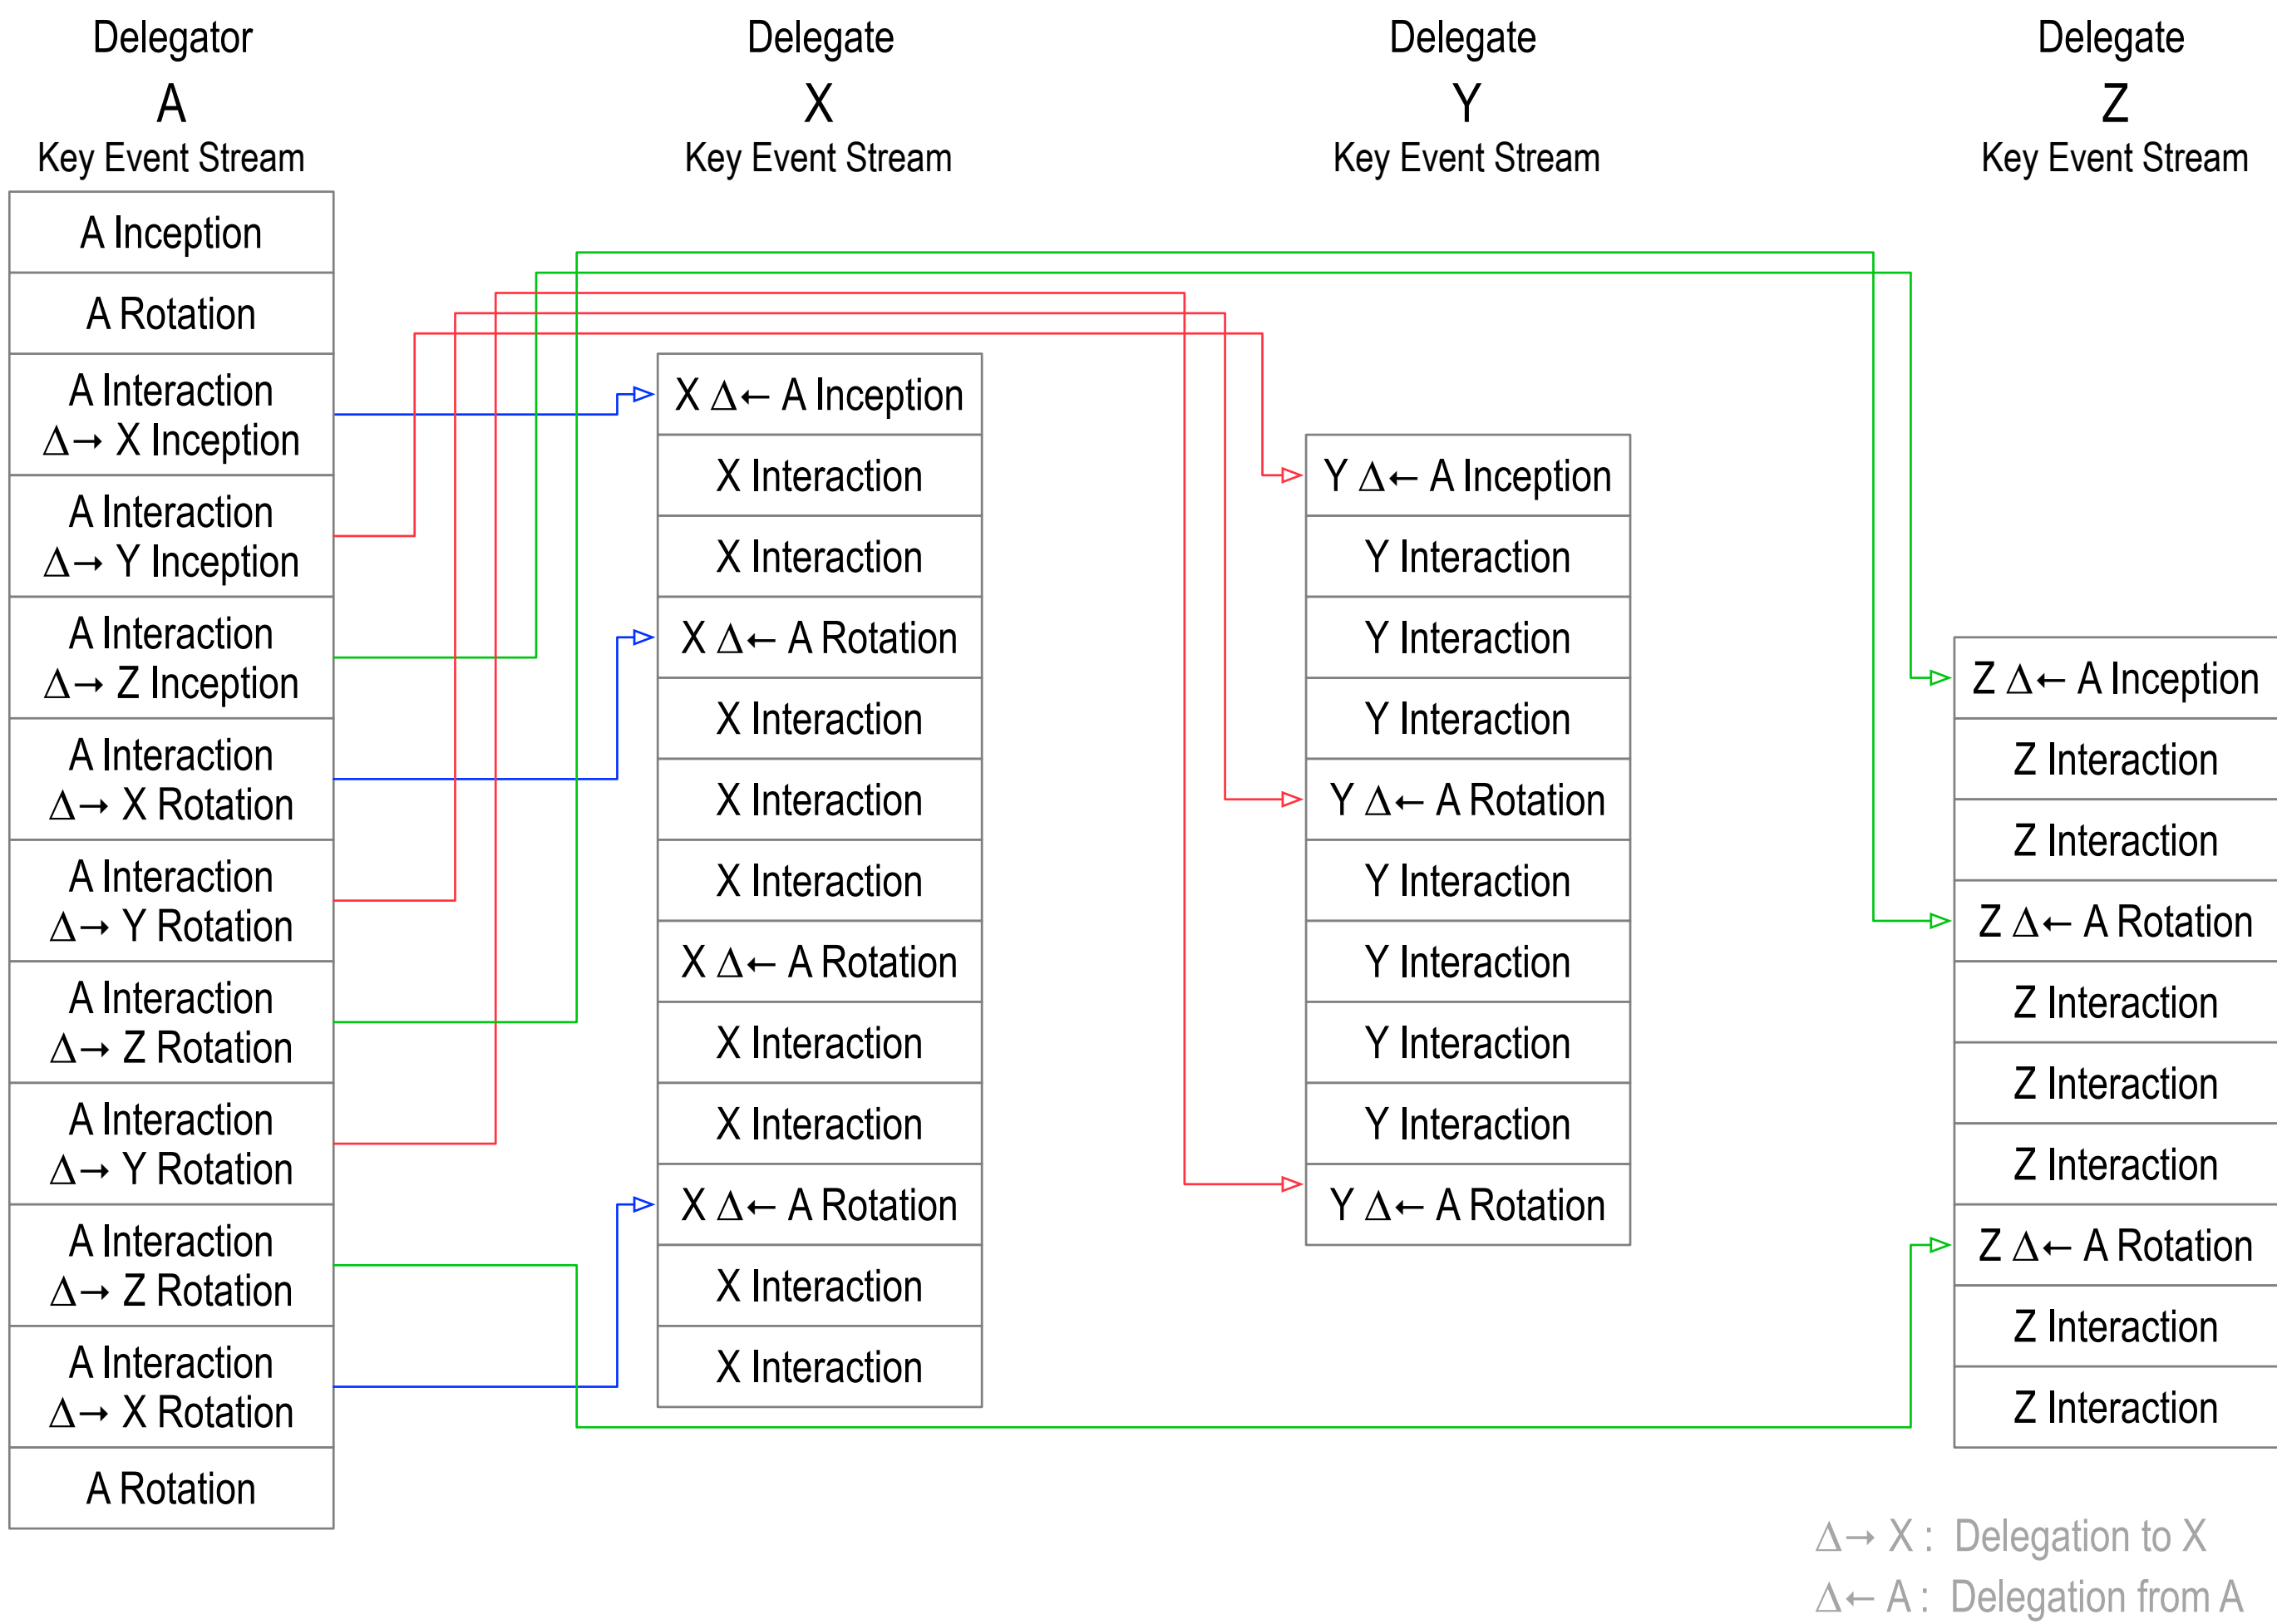 Delegator
A
Key Event Stream
A Inception
A Rotation
A Interaction
Δ→ X Inception
A Interaction
Δ→ Y Inception
A Interaction
Δ→ Z Inception
A Interaction
Δ→ X Rotation
A Interaction
Δ→ Y Rotation
A Interaction
Δ→ Z Rotation
A Interaction
Δ→ Y Rotation
A Interaction
Δ→ Z Rotation
A Interaction
Δ→ X Rotation
A Rotation
Delegate
X
Key Event Stream
X Δ← A Inception
X Interaction
X Interaction
X Δ← A Rotation
X Interaction
X Interaction
X Interaction
X Δ← A Rotation
X Interaction
X Interaction
X Δ← A Rotation
X Interaction
X Interaction
Delegate
Y
Key Event Stream
Y Δ← A Inception
Y Interaction
Y Interaction
Y Interaction
Y Δ← A Rotation
Y Interaction
Y Interaction
Y Interaction
Y Interaction
Y Δ← A Rotation
Delegate
Z
Key Event Stream
Z Δ← A Inception
Z Interaction
Z Interaction
Z Δ← A Rotation
Z Interaction
Z Interaction
Z Interaction
Z Δ← A Rotation
Z Interaction
Z Interaction
Δ→ X : Delegation to X
Δ← A : Delegation from A